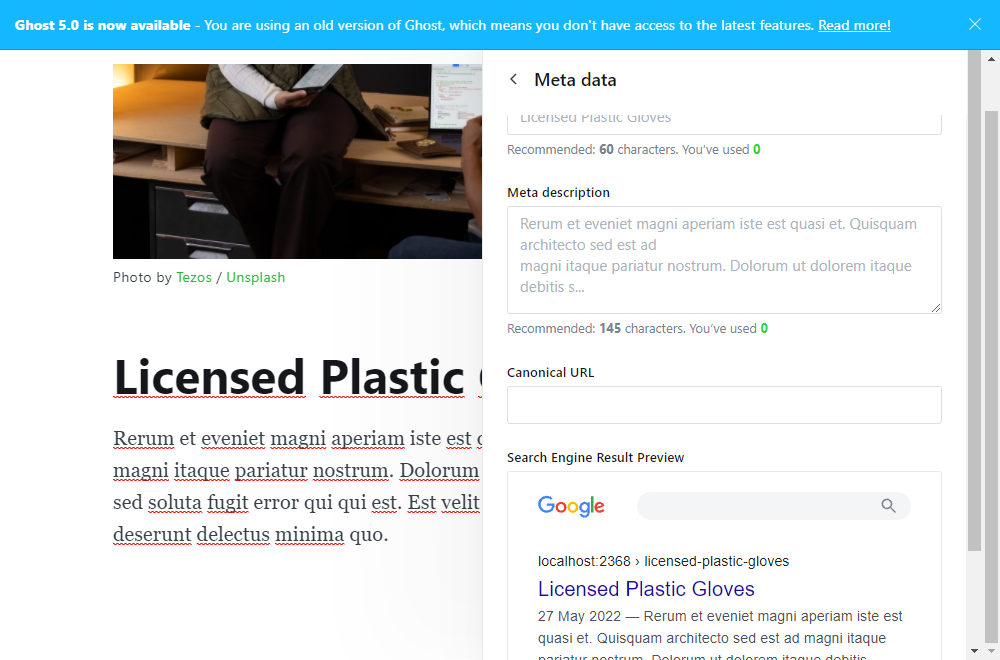 Ghost 5.0 is now available - You are using an old version of Ghost, which means you don't have access to the latest features. Read more!
Photo by Tezos / Unsplash
Licensed Plastic
Rerum et eveniet magni aperiam iste est
magni itaque pariatur nostrum. Dolorum
sed soluta fugit error qui qui est. Est velit
deserunt delectus minima quo.
Meta data
Licensed Plastic Gloves
Recommended: 60 characters. You've used 0
Meta description
Rerum et eveniet magni aperiam iste est quasi et. Quisquam
architecto sed est ad
magni itaque pariatur nostrum. Dolorum ut dolorem itaque
debitis s...
Recommended: 145 characters. You've used 0
Canonical URL
Search Engine Result Preview
Google
localhost:2368 › licensed-plastic-gloves
Licensed Plastic Gloves
27 May 2022 — Rerum et eveniet magni aperiam iste est
quasi et. Quisquam architecto sed est ad magni itaque
pariatur nostrum. Dolorum ut dolorem itaque debitis